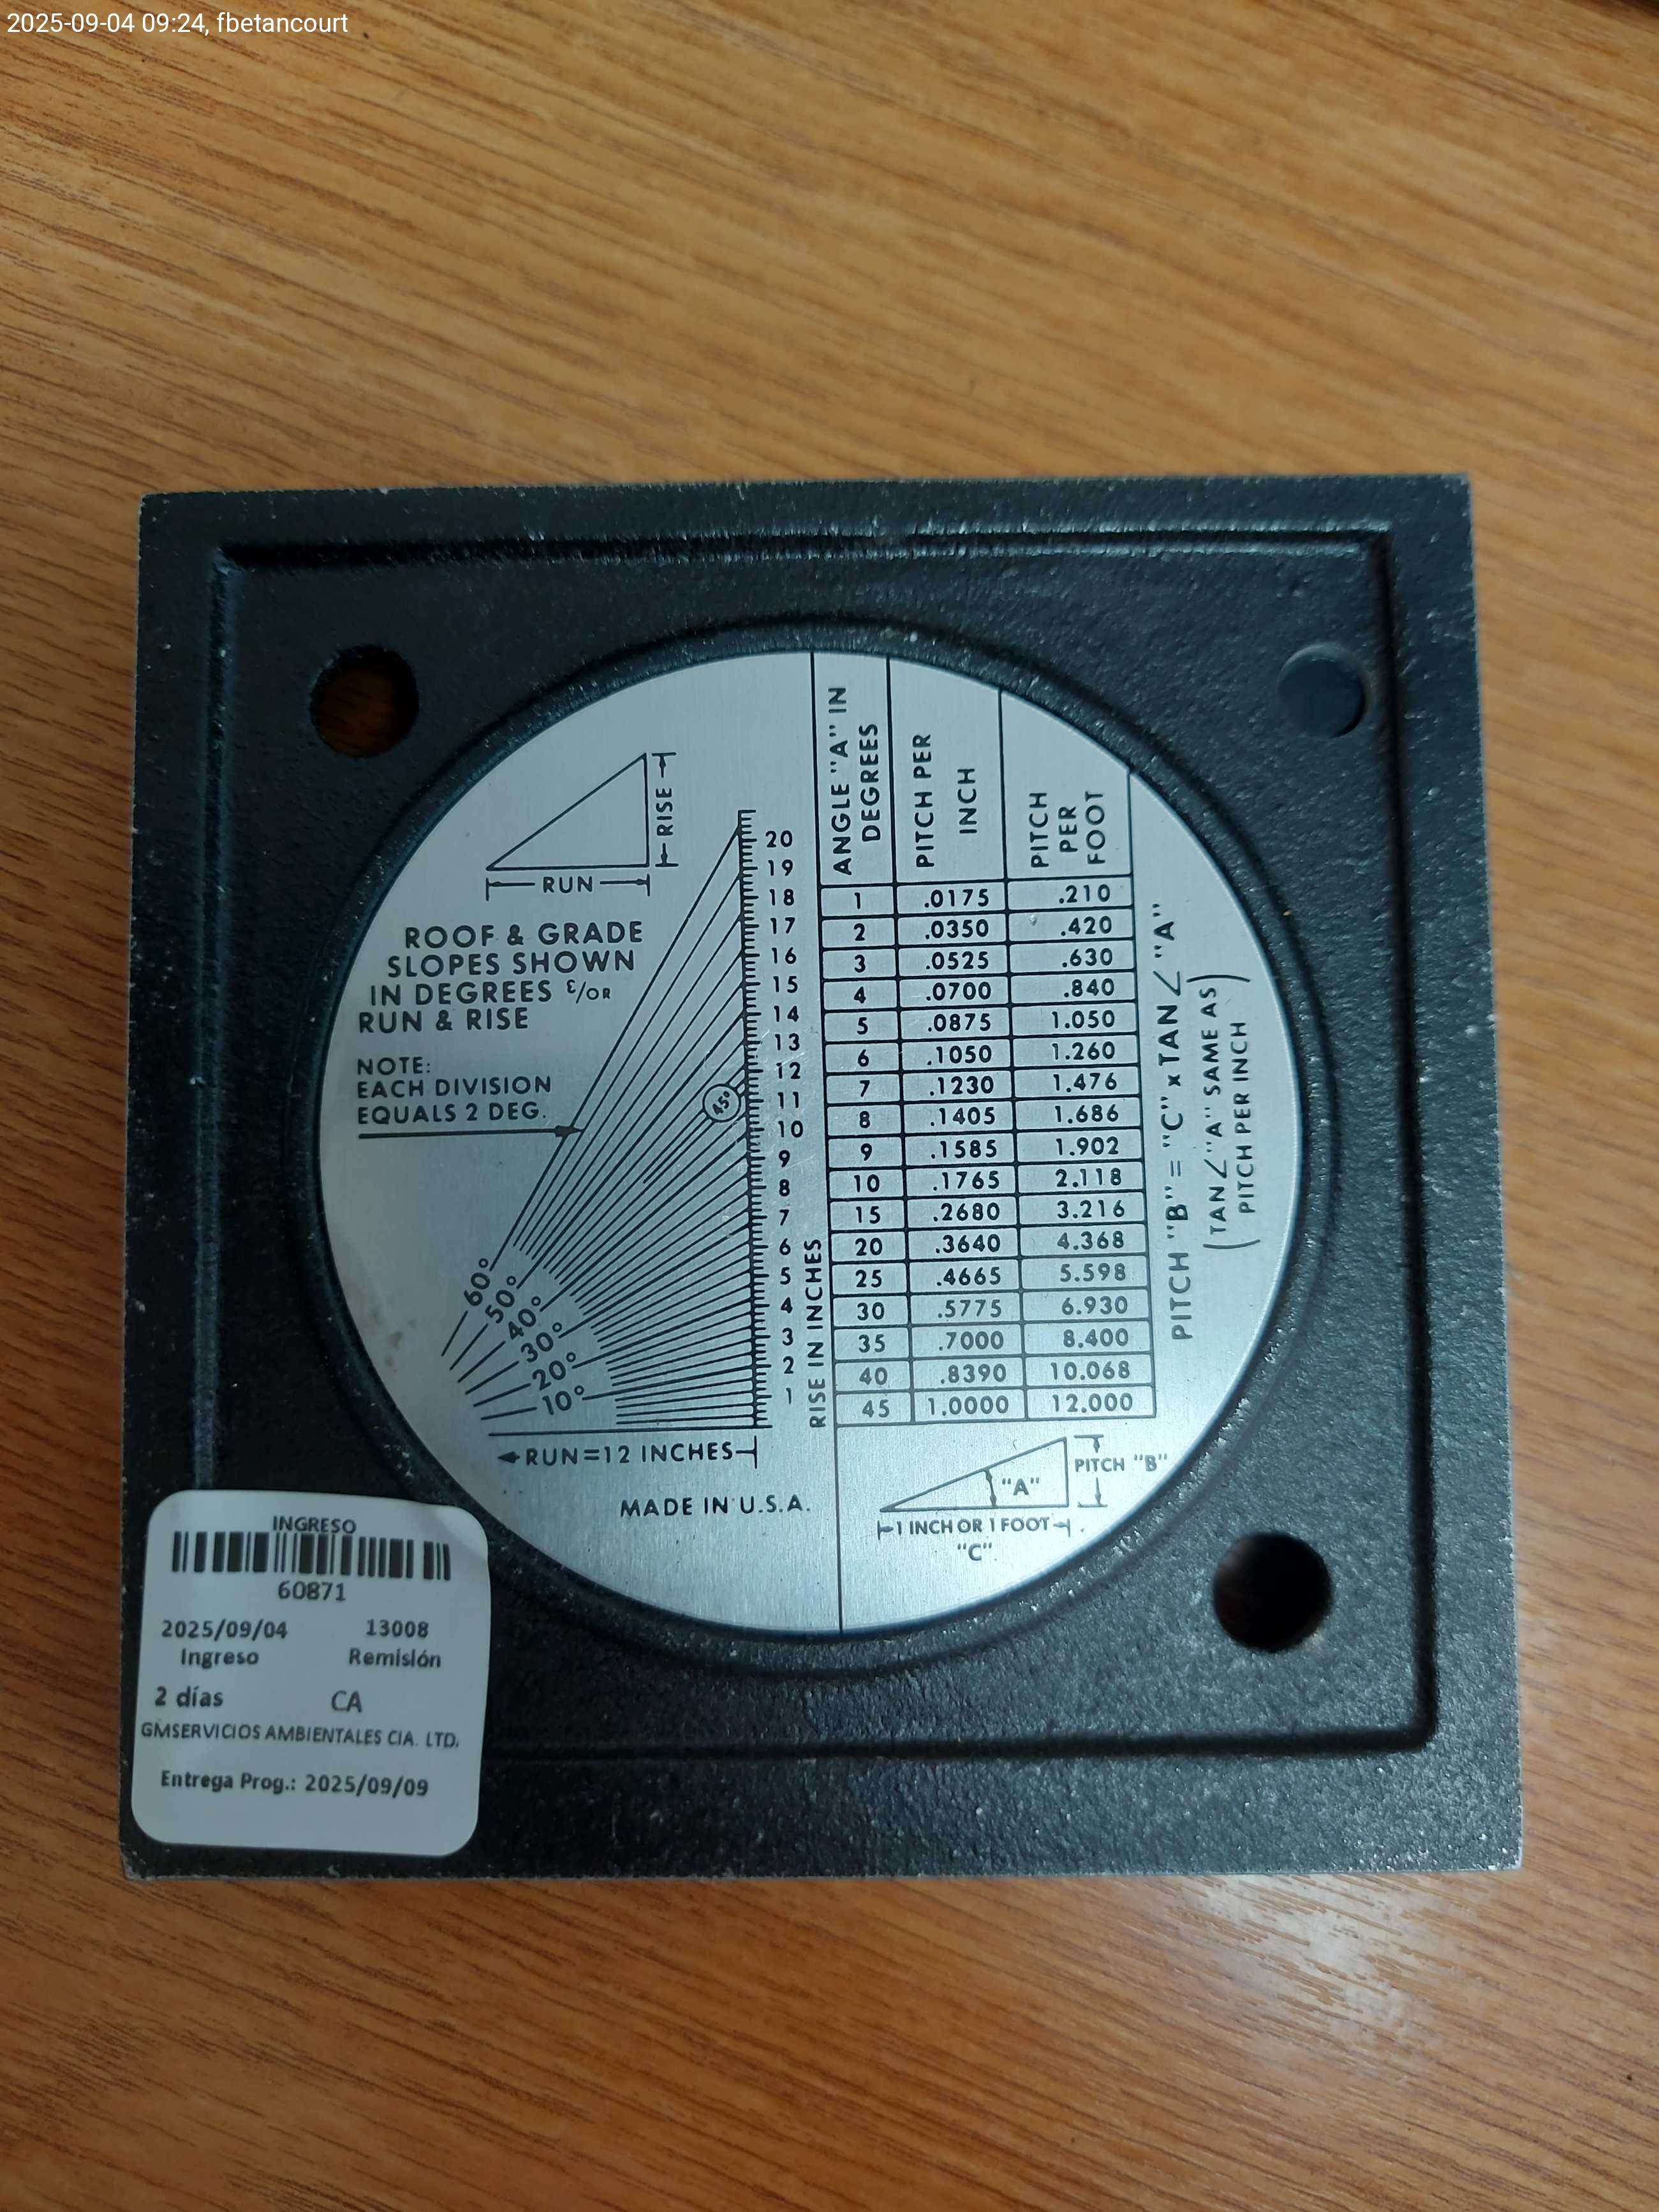 2025-09-04 09:24, fbetancourt
RISE
RUN
ROOF & GRADE
SLOPES SHOWN
IN DEGREES &/OR
RUN & RISE
NOTE:
EACH DIVISION
EQUALS 2 DEG.
60°
50°
40°
30°
20°
10°
45°
20
19
18
17
16
15
14
13
12
11
10
9
8
7
6
5
4
3
2
1
RISE IN INCHES
RUN=12 INCHES
MADE IN U.S.A.
ANGLE "A" IN DEGREES PITCH PER INCH PITCH PER FOOT
1 .0175 .210
2 .0350 .420
3 .0525 .630
4 .0700 .840
5 .0875 1.050
6 .1050 1.260
7 .1230 1.476
8 .1405 1.686
9 .1585 1.902
10 .1765 2.118
15 .2680 3.216
20 .3640 4.368
25 .4665 5.598
30 .5775 6.930
35 .7000 8.400
40 .8390 10.068
45 1.0000 12.000
PITCH "B" = "C" x TAN ∠ "A"
(TAN ∠ "A" SAME AS
PITCH PER INCH)
"A"
PITCH "B"
1 INCH OR 1 FOOT
"C"
INGRESO
60871
2025/09/04 13008
Ingreso Remisión
2 días CA
GMSERVICIOS AMBIENTALES CIA. LTD.
Entrega Prog.: 2025/09/09